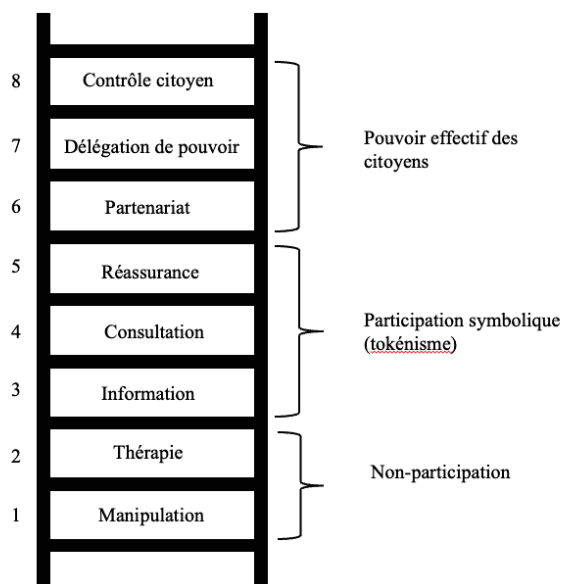 8 Contrôle citoyen
7 Délégation de pouvoir
Pouvoir effectif des
citoyens
6 Partenariat
5 Réassurance
4 Consultation
Participation symbolique
(tokénisme)
3 Information
2 Thérapie
Non-participation
1 Manipulation